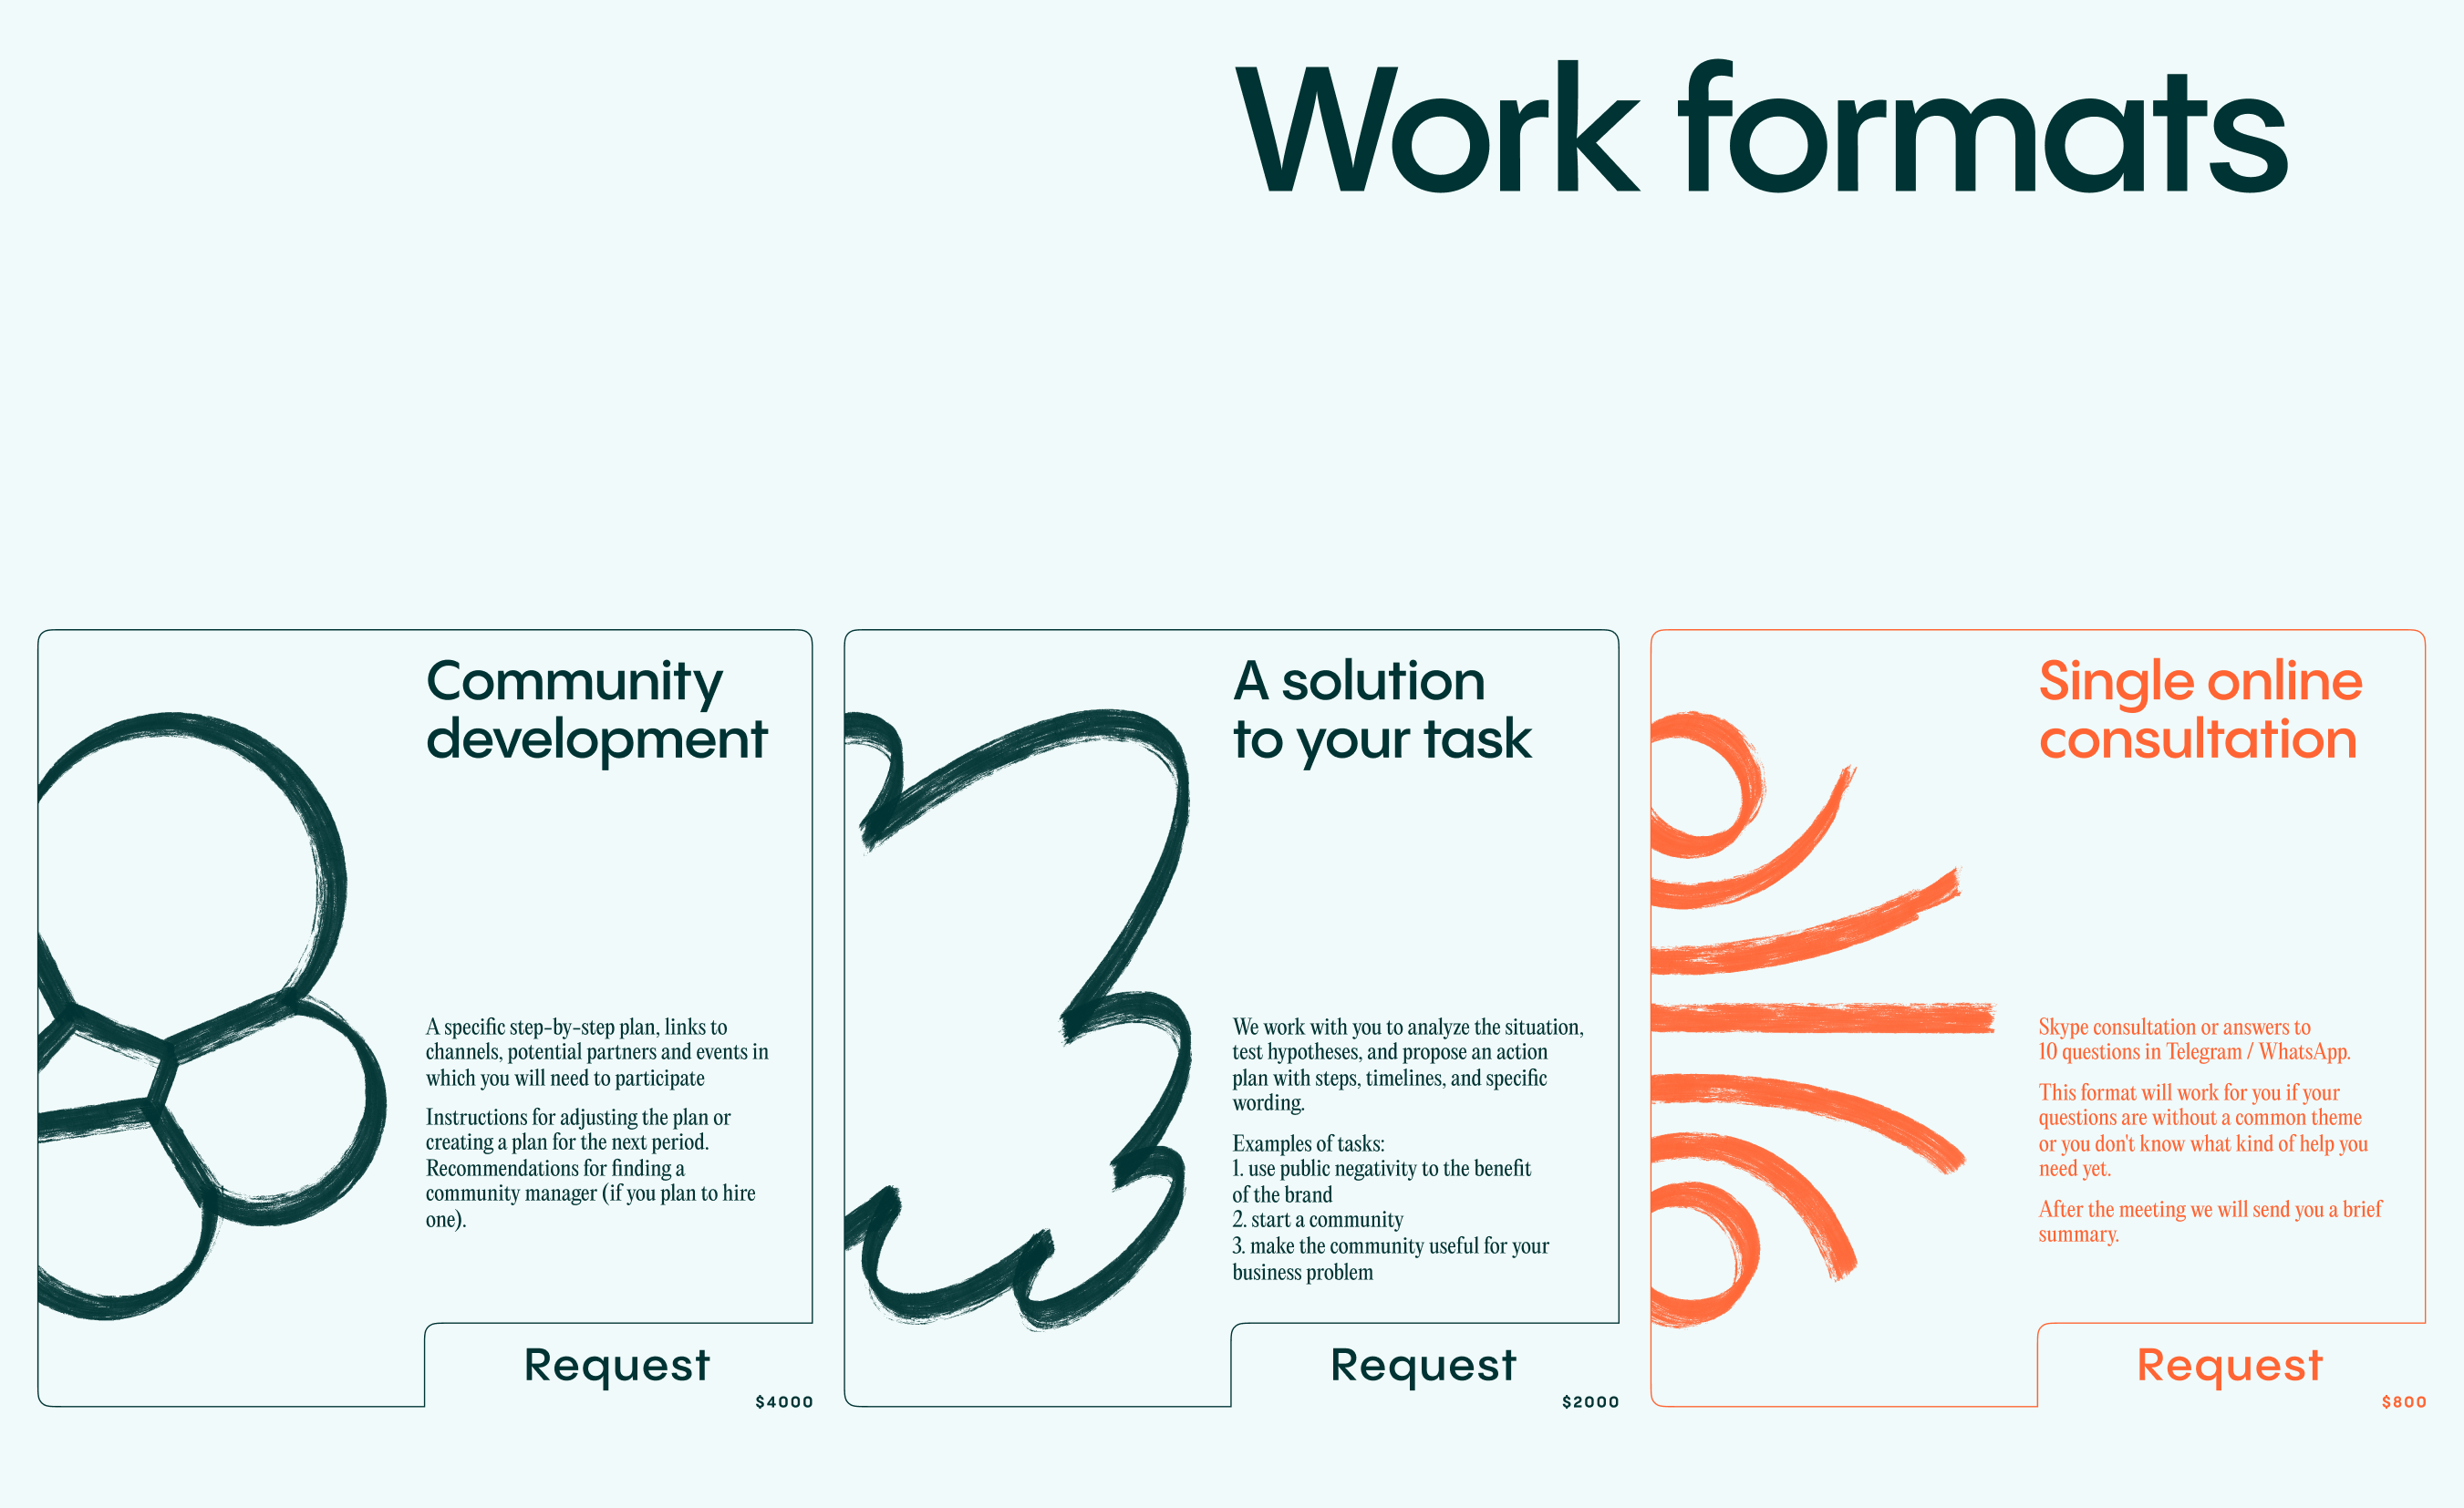 Work formats
Community
development
A specific step-by-step plan, links to
channels, potential partners and events in
which you will need to participate
Instructions for adjusting the plan or
creating a plan for the next period.
Recommendations for finding a
community manager (if you plan to hire
one).
Request
$4000
A solution
to your task
We work with you to analyze the situation,
test hypotheses, and propose an action
plan with steps, timelines, and specific
wording.
Examples of tasks:
1. use public negativity to the benefit
of the brand
2. start a community
3. make the community useful for your
business problem
Request
$2000
Single online
consultation
Skype consultation or answers to
10 questions in Telegram / WhatsApp.
This format will work for you if your
questions are without a common theme
or you don't know what kind of help you
need yet.
After the meeting we will send you a brief
summary.
Request
$800